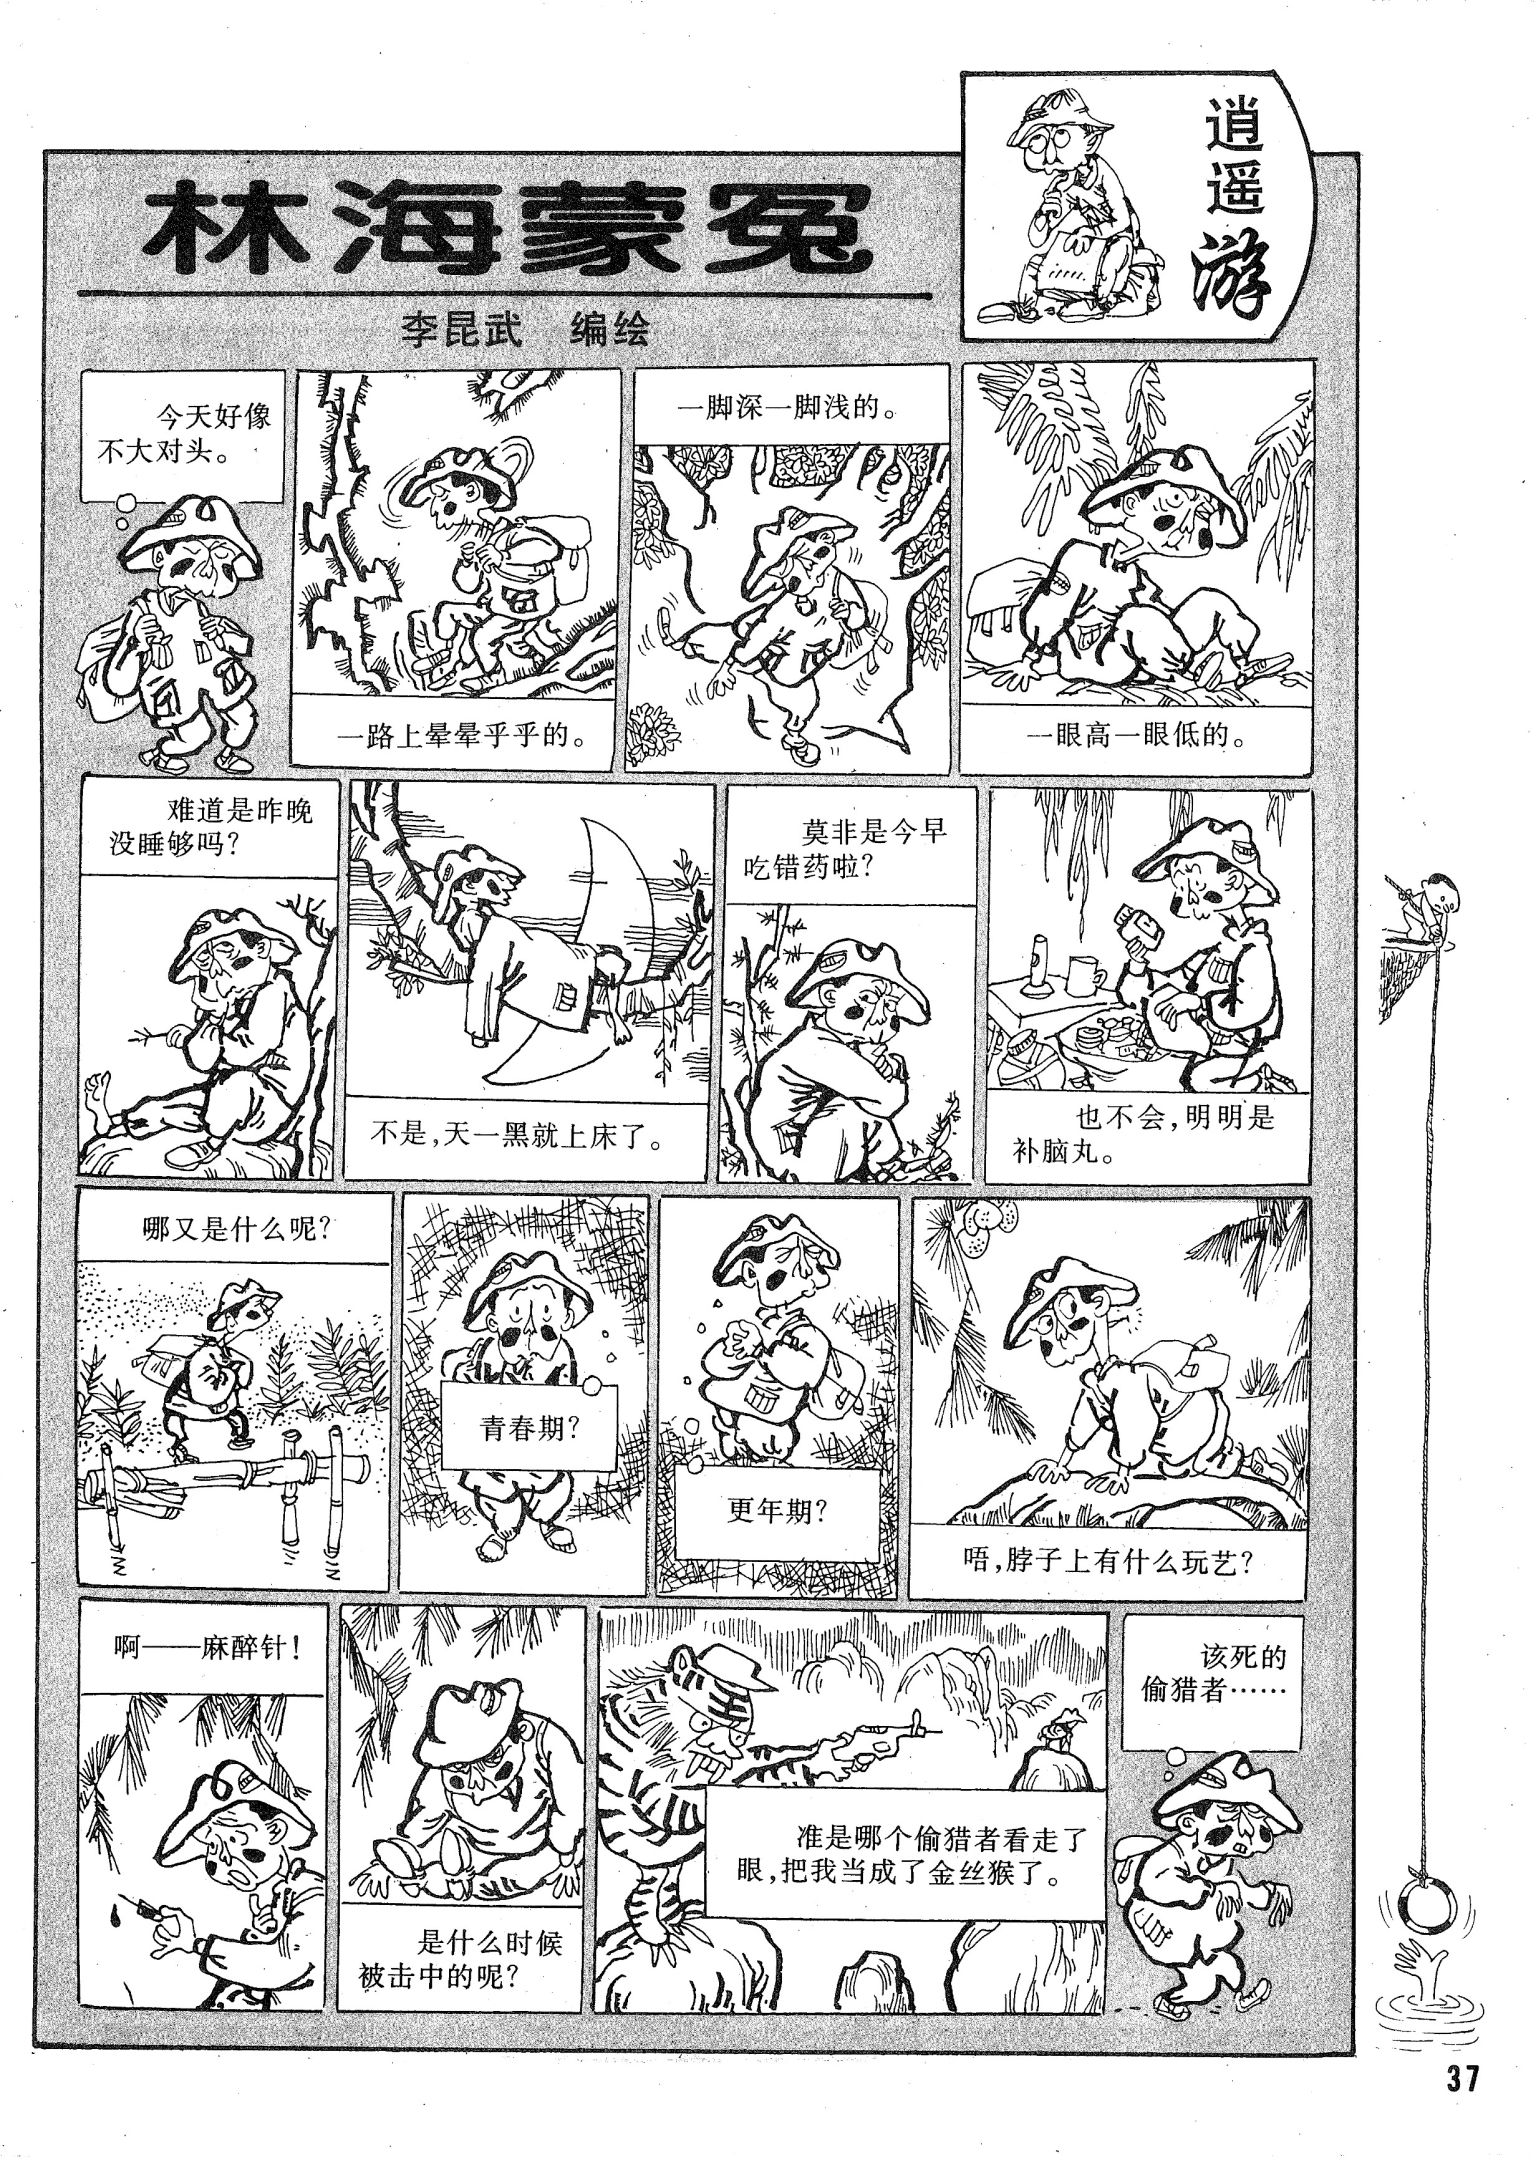 逍遥游
林海蒙冤
李昆武 编绘
今天好像
不大对头。
一路上晕晕乎乎的。
一脚深一脚浅的。
一眼高一眼低的。
难道是昨晚
没睡够吗？
不是，天一黑就上床了。
莫非是今早
吃错药啦？
也不会，明明是
补脑丸。
哪又是什么呢？
青春期？
更年期？
唔，脖子上有什么玩艺？
啊——麻醉针！
是什么时候
被击中的呢？
准是哪个偷猎者看走了
眼，把我当成了金丝猴了。
该死的
偷猎者……
37